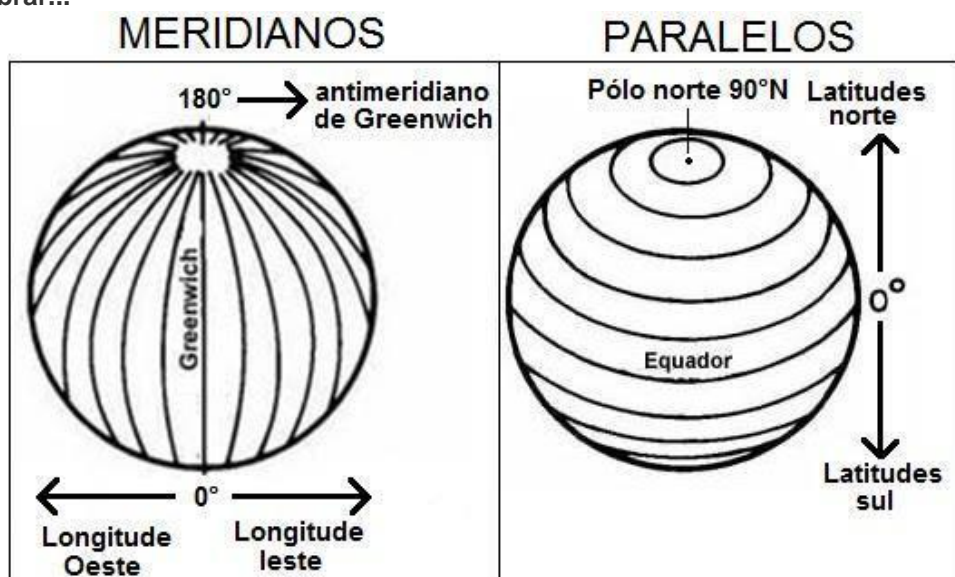 brar...
MERIDIANOS
PARALELOS
180°
antimeridiano
de Greenwich
Greenwich
0°
Longitude
Oeste
Longitude
leste
Pólo norte 90°N
Latitudes
norte
0°
Equador
Latitudes
sul